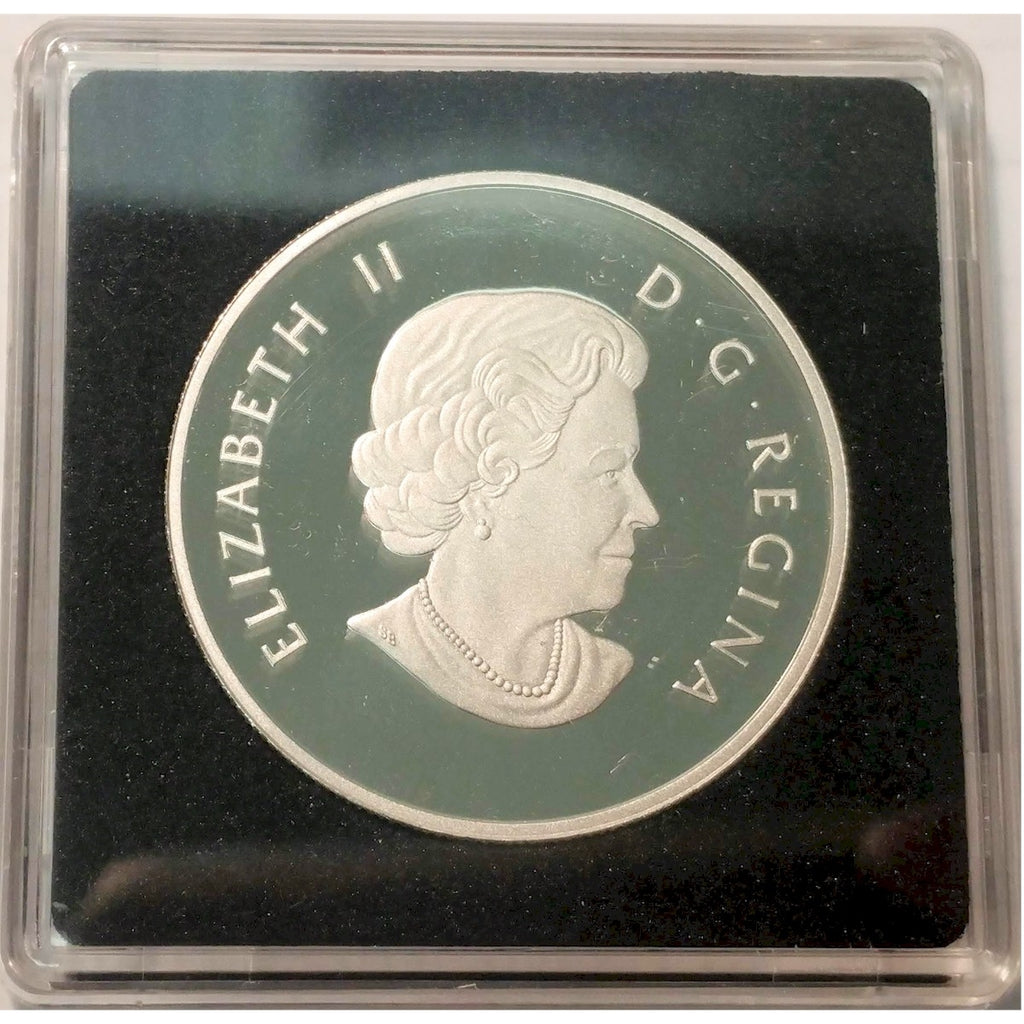 ELIZABETH II
D · G · REGINA
SB